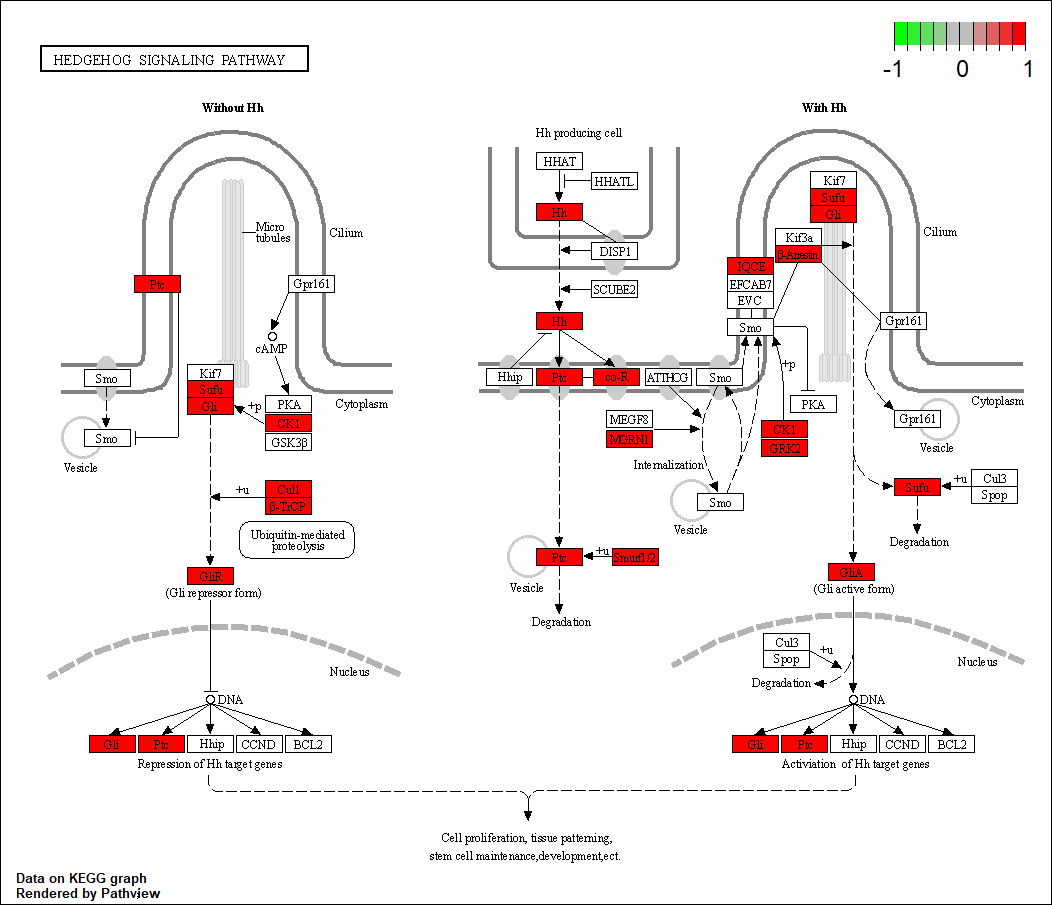 HEDGEHOG SIGNALING PATHWAY
-1 0 1
Without Hh
With Hh
Hh producing cell
HHAT
HHATL
Hh
DISP1
SCUBE2
Hh
Micro
tubules
Cilium
Ptc
Gpr161
cAMP
Smo
Kif7
Sufu
Gli
+p
PKA
CK1
GSK3β
Cytoplasm
Smo
Vesicle
+u
Cul1
β-TrCP
Ubiquitin-mediated
proteolysis
GliR
(Gli repressor form)
Nucleus
DNA
Gli
Ptc
Hhip
CCND
BCL2
Repression of Hh target genes
Kif7
Sufu
Gli
Kif3a
β-Arrestin
Cilium
IQCE
EFCAB7
EVC
Smo
Gpr161
+p
Hhip
Ptc
co-R
ATTHOG
Smo
PKA
Cytoplasm
MEGF8
MGRN1
CK1
GRK2
Gpr161
Vesicle
Internalization
Smo
Vesicle
Sufu
+u
Cul3
Spop
Degradation
Ptc
+u
Smurf1/2
Vesicle
Degradation
GliA
(Gli active form)
Cul3
Spop
+u
Degradation
Nucleus
DNA
Gli
Ptc
Hhip
CCND
BCL2
Activiation of Hh target genes
Cell proliferation, tissue patterning,
stem cell maintenance,development,ect.
Data on KEGG graph
Rendered by Pathview